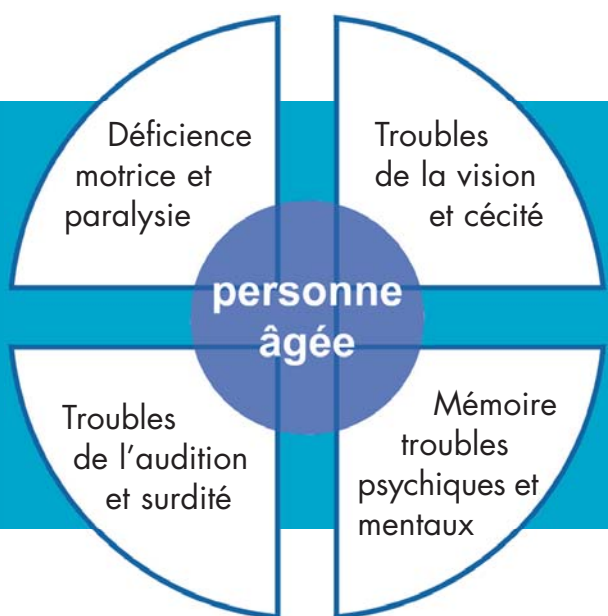 Déficience
motrice et
paralysie
Troubles
de la vision
et cécité
personne
âgée
Troubles
de l’audition
et surdité
Mémoire
troubles
psychiques et
mentaux